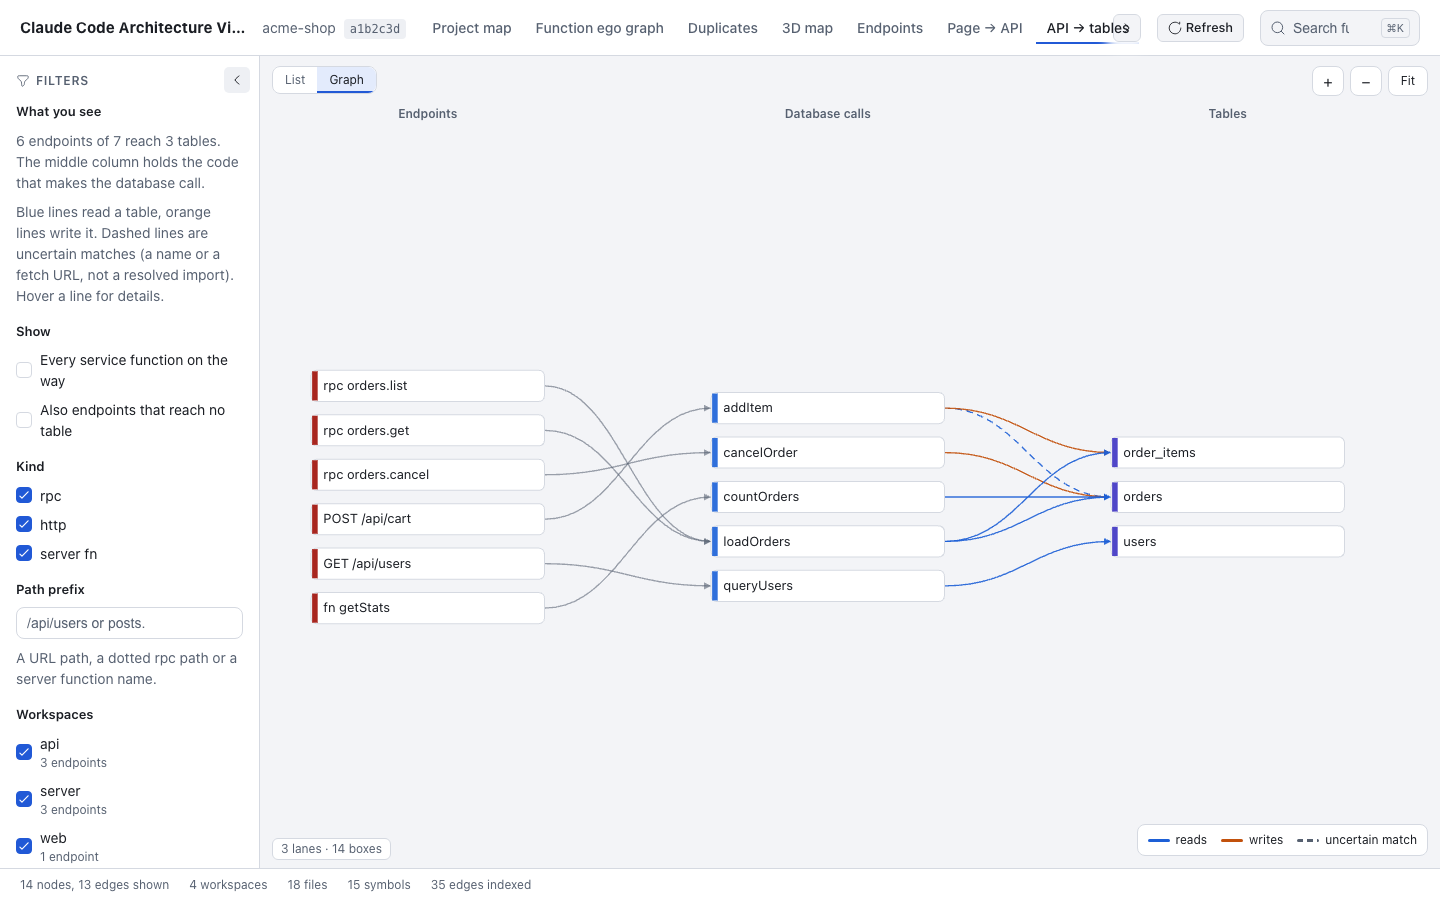 Claude Code Architecture Vi... acme-shop a1b2c3d Project map Function ego graph Duplicates 3D map Endpoints Page → API API → tables Refresh Search ⌘K
FILTERS
List Graph
+ − Fit
What you see
6 endpoints of 7 reach 3 tables.
The middle column holds the code
that makes the database call.
Blue lines read a table, orange
lines write it. Dashed lines are
uncertain matches (a name or a
fetch URL, not a resolved import).
Hover a line for details.
Show
Every service function on the
way
Also endpoints that reach no
table
Kind
rpc
http
server fn
Path prefix
/api/users or posts.
A URL path, a dotted rpc path or a
server function name.
Workspaces
api
3 endpoints
server
3 endpoints
web
1 endpoint
Endpoints
rpc orders.list
rpc orders.get
rpc orders.cancel
POST /api/cart
GET /api/users
fn getStats
Database calls
addItem
cancelOrder
countOrders
loadOrders
queryUsers
Tables
order_items
orders
users
3 lanes · 14 boxes
reads writes uncertain match
14 nodes, 13 edges shown 4 workspaces 18 files 15 symbols 35 edges indexed